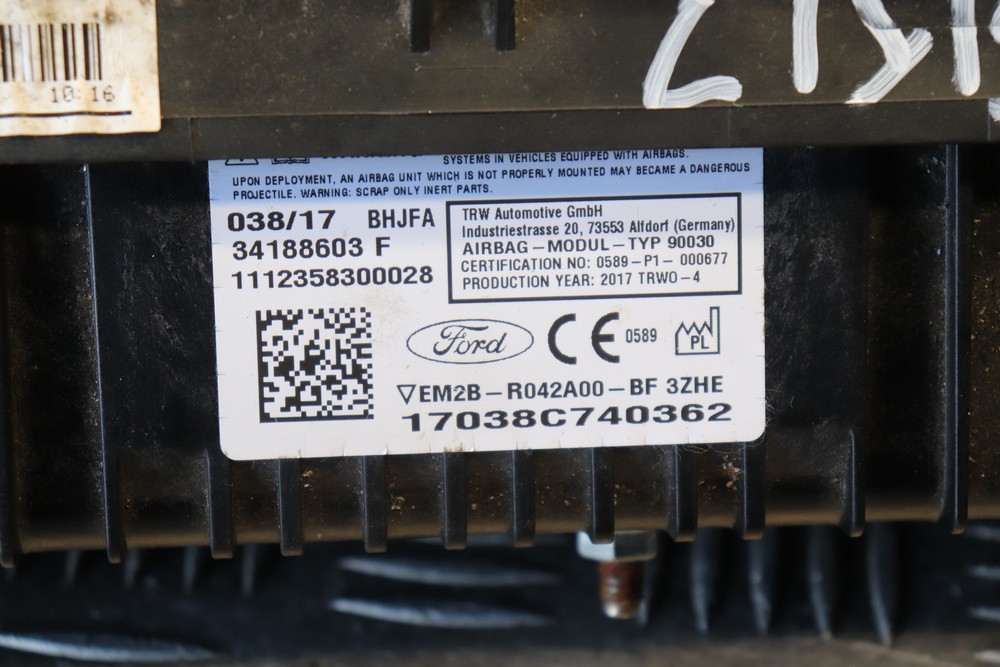 10 16
SYSTEMS IN VEHICLES EQUIPPED WITH AIRBAGS.
UPON DEPLOYMENT, AN AIRBAG UNIT WHICH IS NOT PROPERLY MOUNTED MAY BECOME A DANGEROUS
PROJECTILE. WARNING: SCRAP ONLY INERT PARTS.
038/17 BHJFA
34188603 F
1112358300028
TRW Automotive GmbH
Industriestrasse 20, 73553 Alfdorf (Germany)
AIRBAG-MODUL-TYP 90030
CERTIFICATION NO: 0589-P1-000677
PRODUCTION YEAR: 2017 TRWO-4
Ford
CE 0589
PL
▽EM2B-R042A00-BF 3ZHE
17038C740362